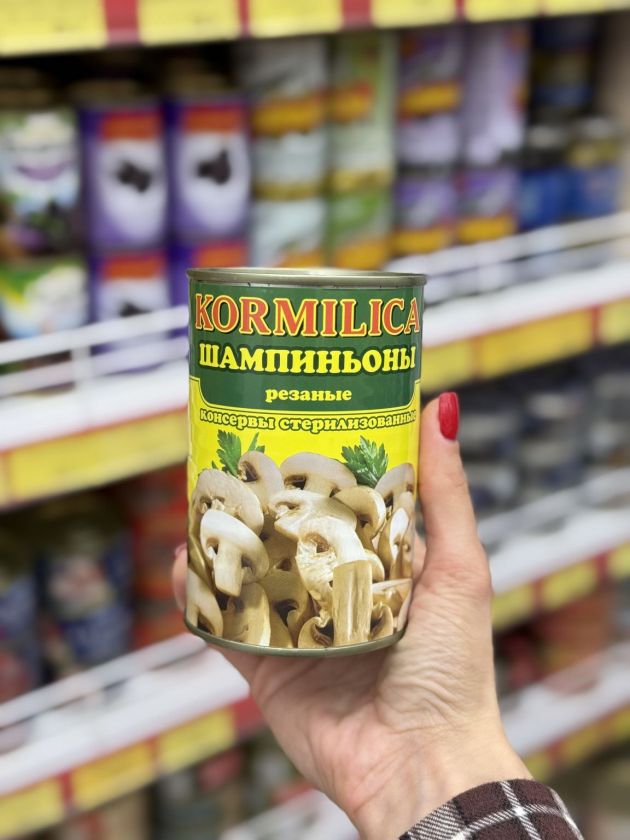 KORMILICA
ШАМПИНЬОНЫ
резаные
консервы стерилизованные